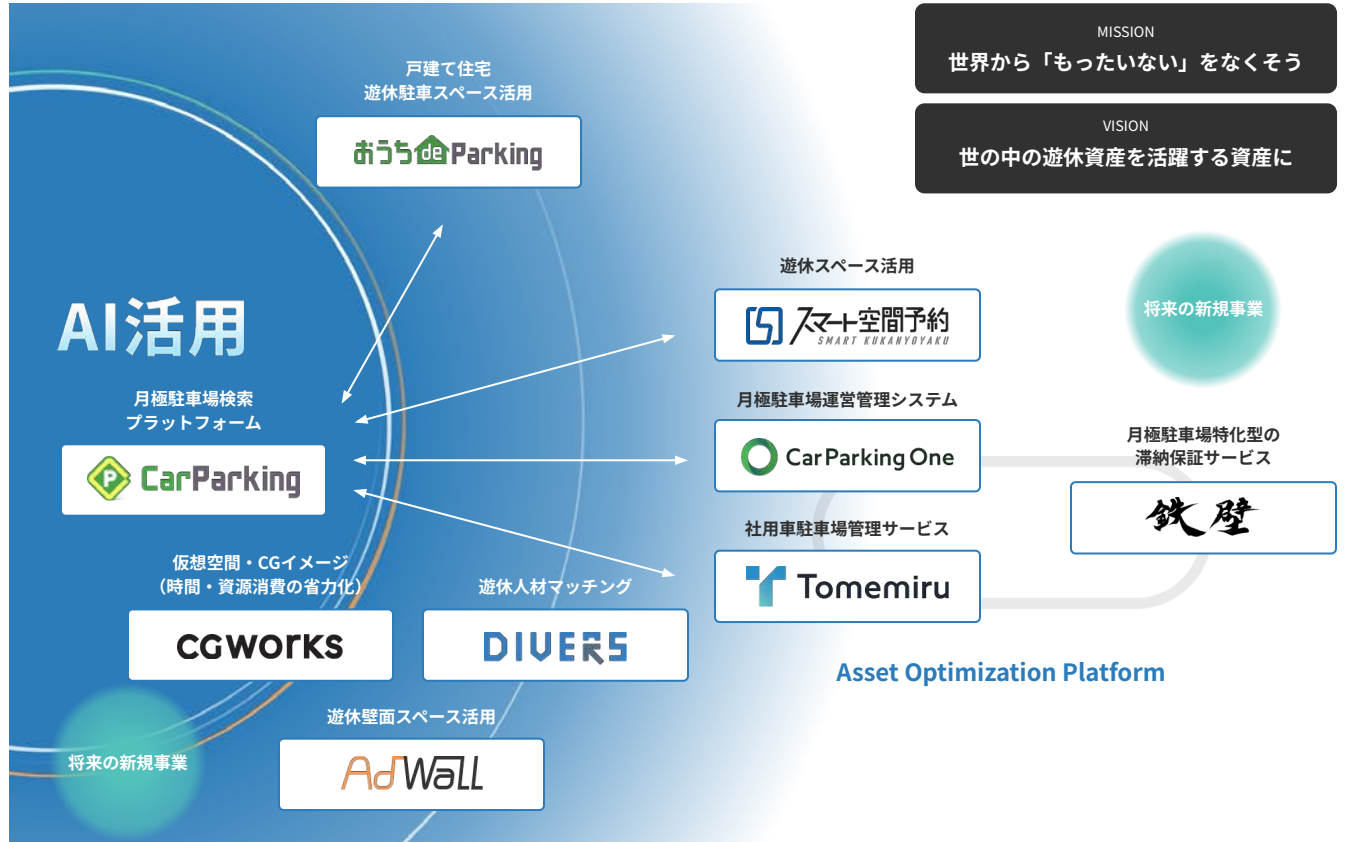 MISSION
世界から「もったいない」をなくそう
VISION
世の中の遊休資産を活躍する資産に
戸建て住宅
遊休駐車スペース活用
おうちdeParking
AI活用
月極駐車場検索
プラットフォーム
P CarParking
遊休スペース活用
スマート空間予約
SMART KUKANYOYAKU
月極駐車場運営管理システム
CarParking One
社用車駐車場管理サービス
Tomemiru
将来の新規事業
月極駐車場特化型の
滞納保証サービス
鉄壁
仮想空間・CGイメージ
（時間・資源消費の省力化）
CGWORKS
遊休人材マッチング
DIVERS
Asset Optimization Platform
遊休壁面スペース活用
AdWall
将来の新規事業